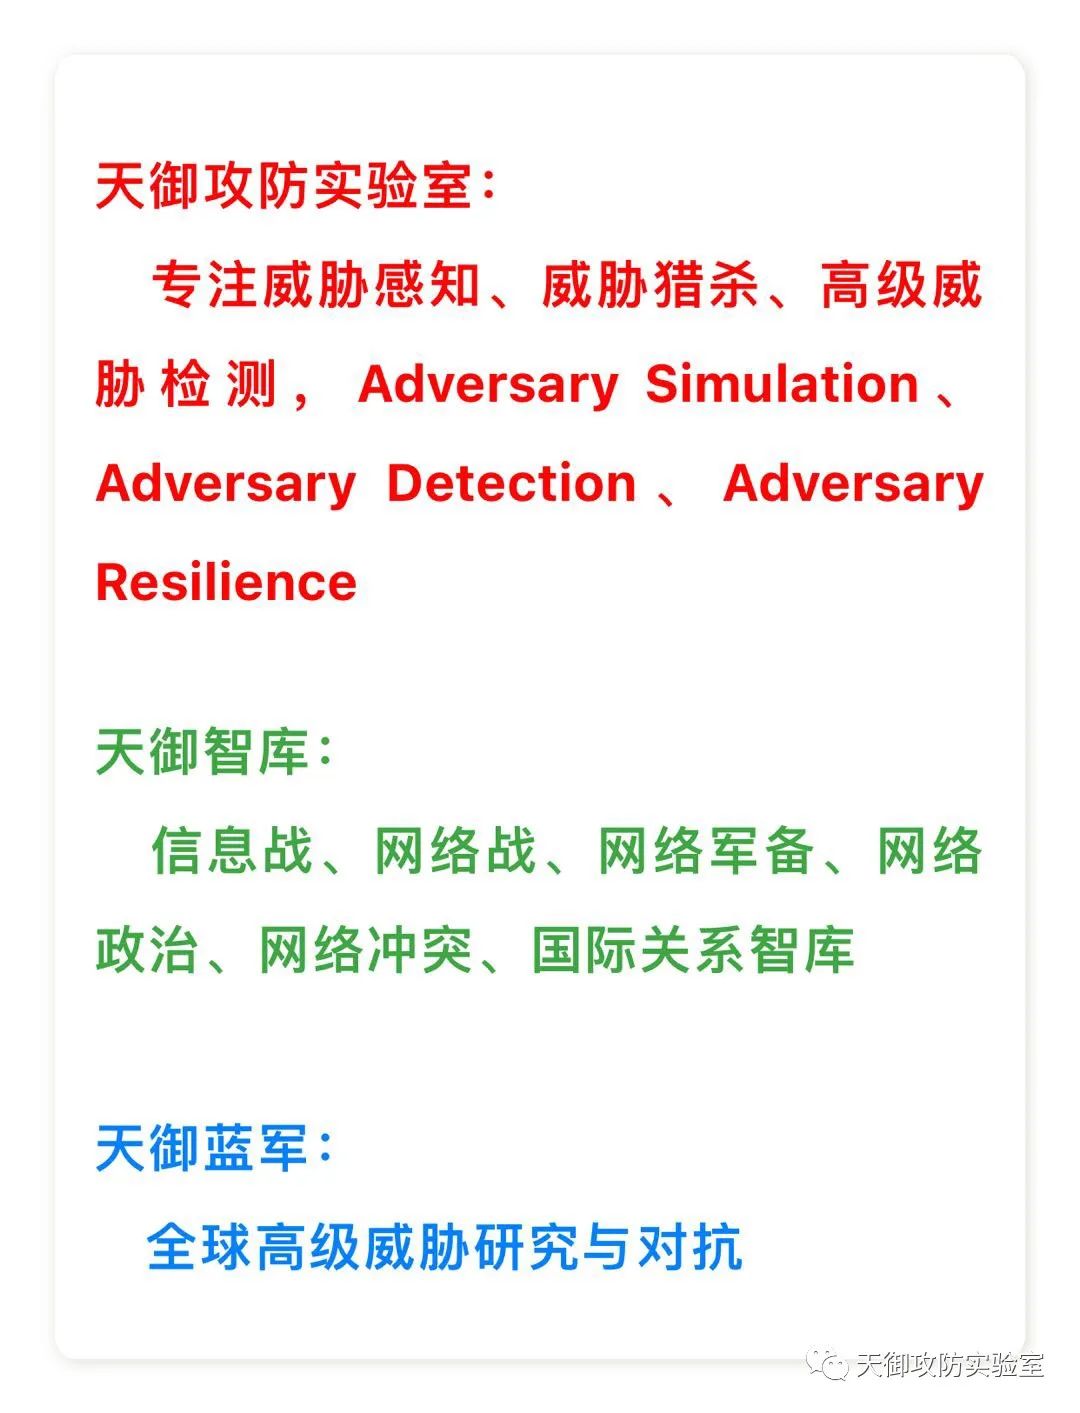 天御攻防实验室：
专注威胁感知、威胁猎杀、高级威
胁检测，Adversary Simulation、
Adversary Detection、Adversary
Resilience
天御智库：
信息战、网络战、网络军备、网络
政治、网络冲突、国际关系智库
天御蓝军：
全球高级威胁研究与对抗
天御攻防实验室